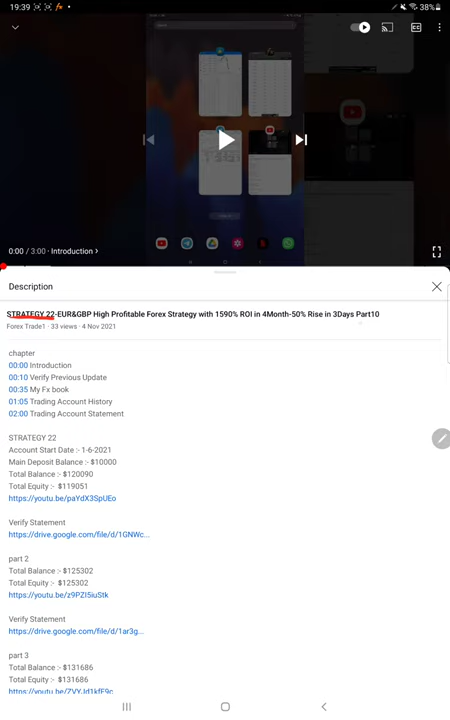 19:39
38%
CC
0:00 / 3:00 · Introduction >
Description
STRATEGY 22-EUR&GBP High Profitable Forex Strategy with 1590% ROI in 4Month-50% Rise in 3Days Part10
Forex Trade1 · 33 views · 4 Nov 2021
chapter
00:00 Introduction
00:10 Verify Previous Update
00:35 My Fx book
01:05 Trading Account History
02:00 Trading Account Statement
STRATEGY 22
Account Start Date :- 1-6-2021
Main Deposit Balance :- $10000
Total Balance :- $120090
Total Equity :- $119051
https://youtu.be/paYdX3SpUEo
Verify Statement
https://drive.google.com/file/d/1GNWc...
part 2
Total Balance :- $125302
Total Equity :- $125302
https://youtu.be/z9PZI5iuStk
Verify Statement
https://drive.google.com/file/d/1ar3g...
part 3
Total Balance :- $131686
Total Equity :- $131686
https://youtu.be/ZVYJd1kfE9c